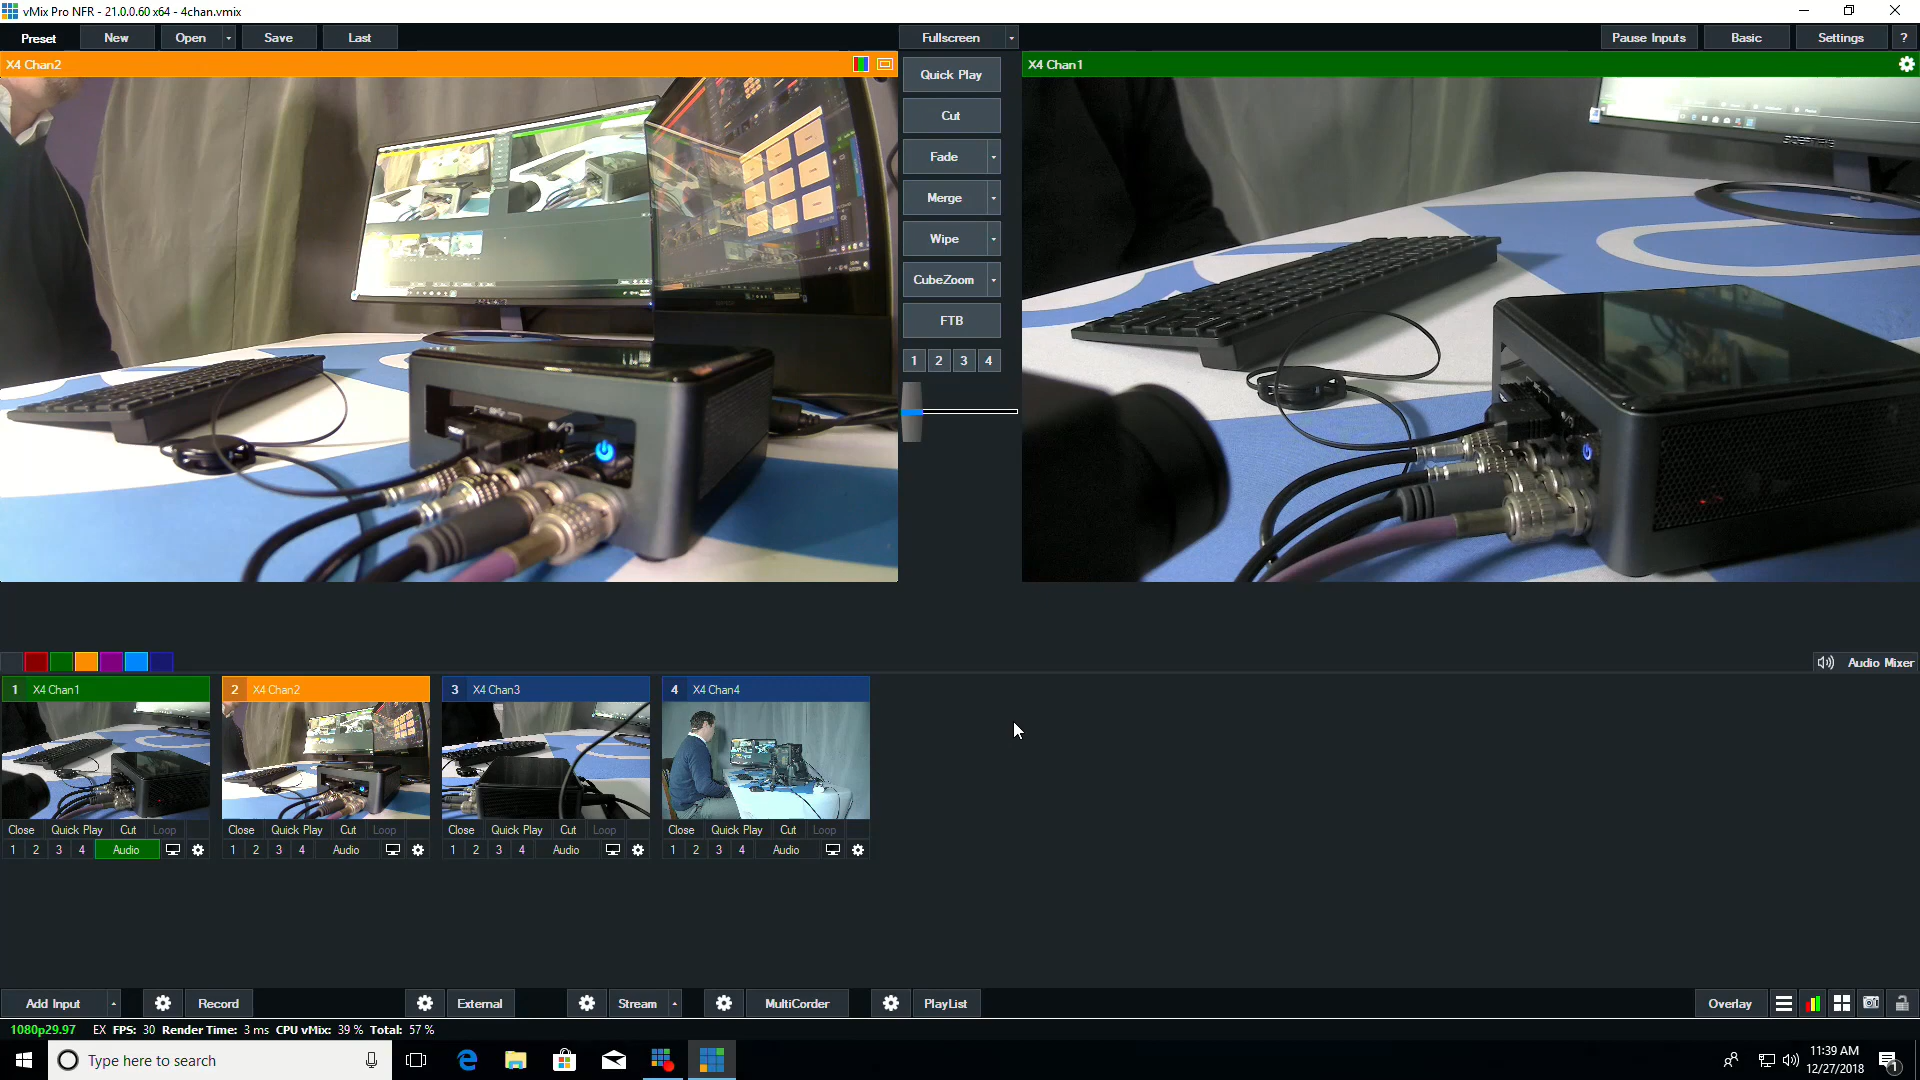 vMix Pro NFR - 21.0.0.60 x64 - 4chan.vmix
Preset New Open Save Last Fullscreen Pause Inputs Basic Settings ?
X4 Chan2 X4 Chan1
Quick Play
Cut
Fade
Merge
Wipe
CubeZoom
FTB
1 2 3 4
Audio Mixer
1 X4 Chan1 2 X4 Chan2 3 X4 Chan3 4 X4 Chan4
Close Quick Play Cut Loop Close Quick Play Cut Loop Close Quick Play Cut Loop Close Quick Play Cut Loop
1 2 3 4 Audio 1 2 3 4 Audio 1 2 3 4 Audio 1 2 3 4 Audio
Add Input Record External Stream MultiCorder PlayList Overlay
1080p29.97 EX FPS: 30 Render Time: 3 ms CPU vMix: 39 % Total: 57 %
Type here to search
11:39 AM
12/27/2018
1